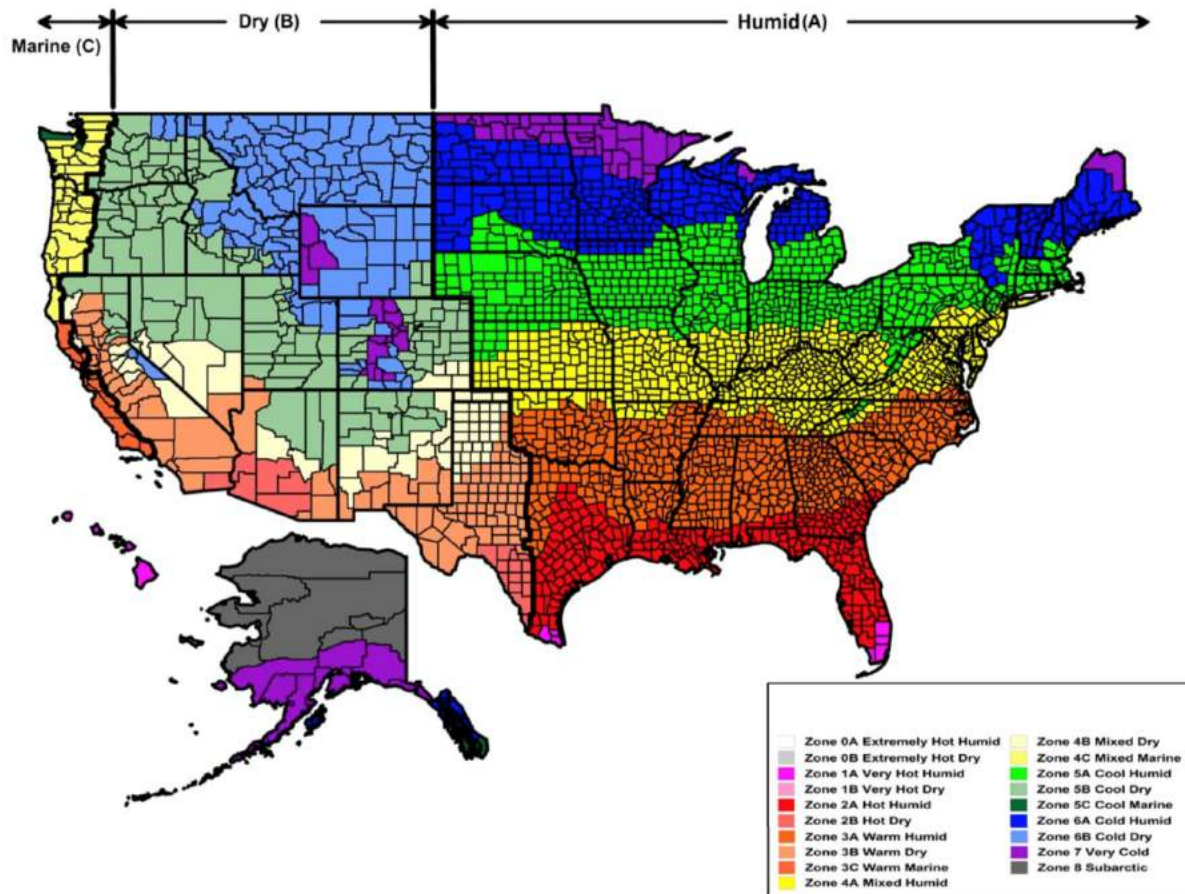 Dry (B)
Humid (A)
Marine (C)
Zone 0A Extremely Hot Humid
Zone 0B Extremely Hot Dry
Zone 1A Very Hot Humid
Zone 1B Very Hot Dry
Zone 2A Hot Humid
Zone 2B Hot Dry
Zone 3A Warm Humid
Zone 3B Warm Dry
Zone 3C Warm Marine
Zone 4A Mixed Humid
Zone 4B Mixed Dry
Zone 4C Mixed Marine
Zone 5A Cool Humid
Zone 5B Cool Dry
Zone 5C Cool Marine
Zone 6A Cold Humid
Zone 6B Cold Dry
Zone 7 Very Cold
Zone 8 Subarctic